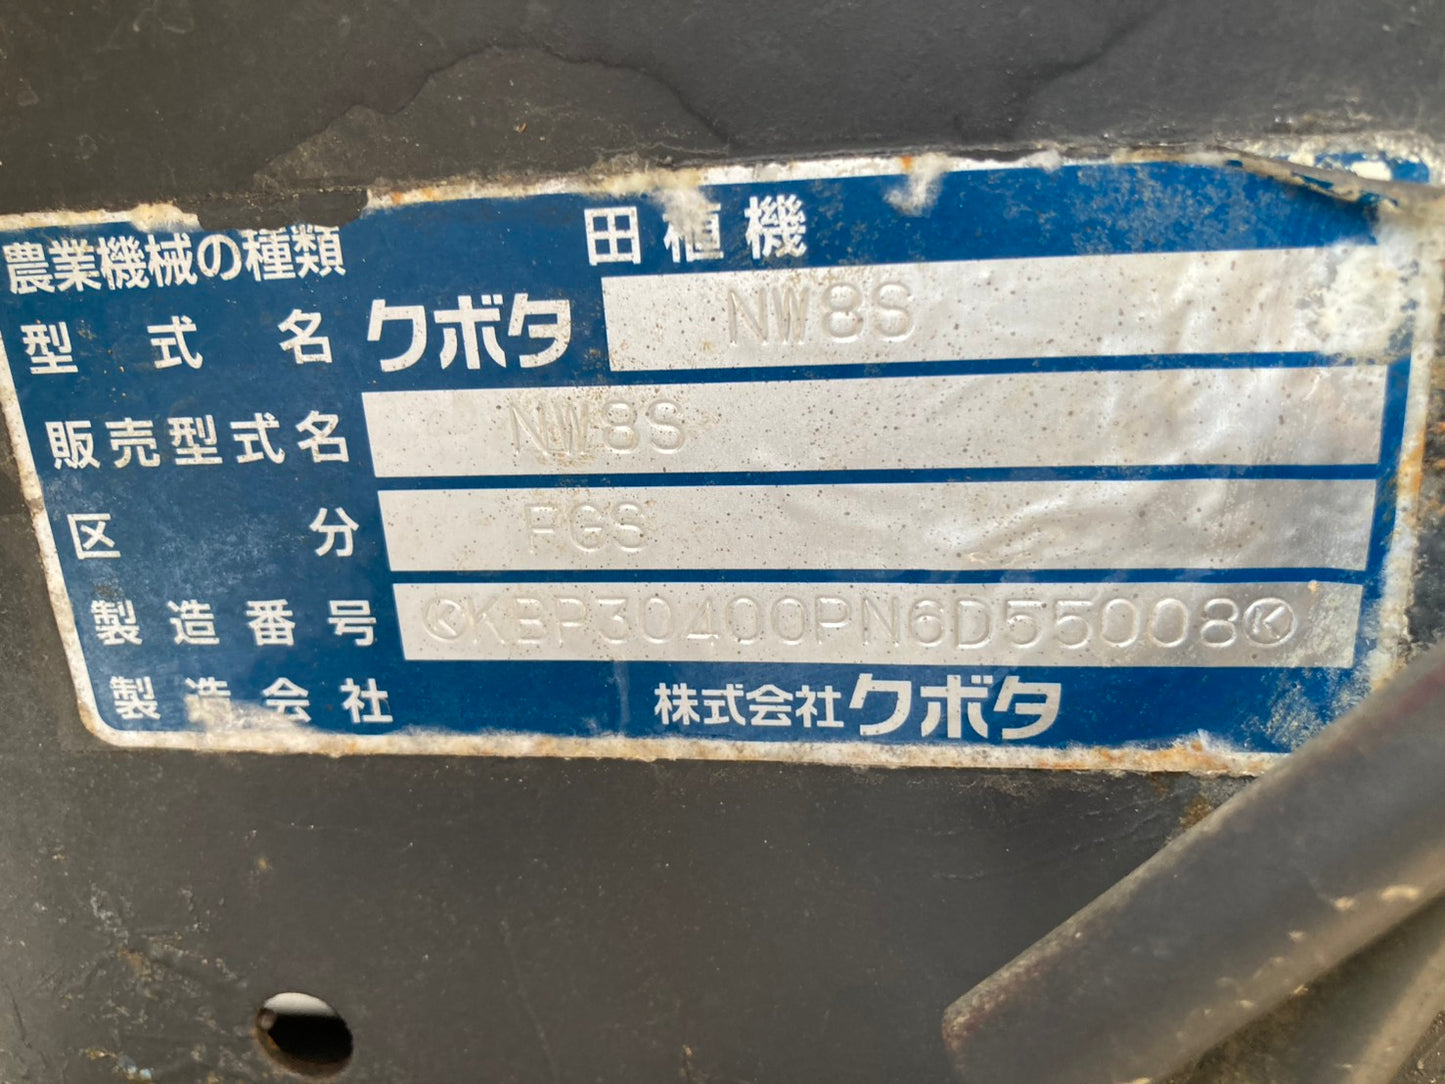 農業機械の種類 田植機
型式名 クボタ NW8S
販売型式名 NW8S
区分 FGS
製造番号 KBP30400PN6D55008
製造会社 株式会社クボタ